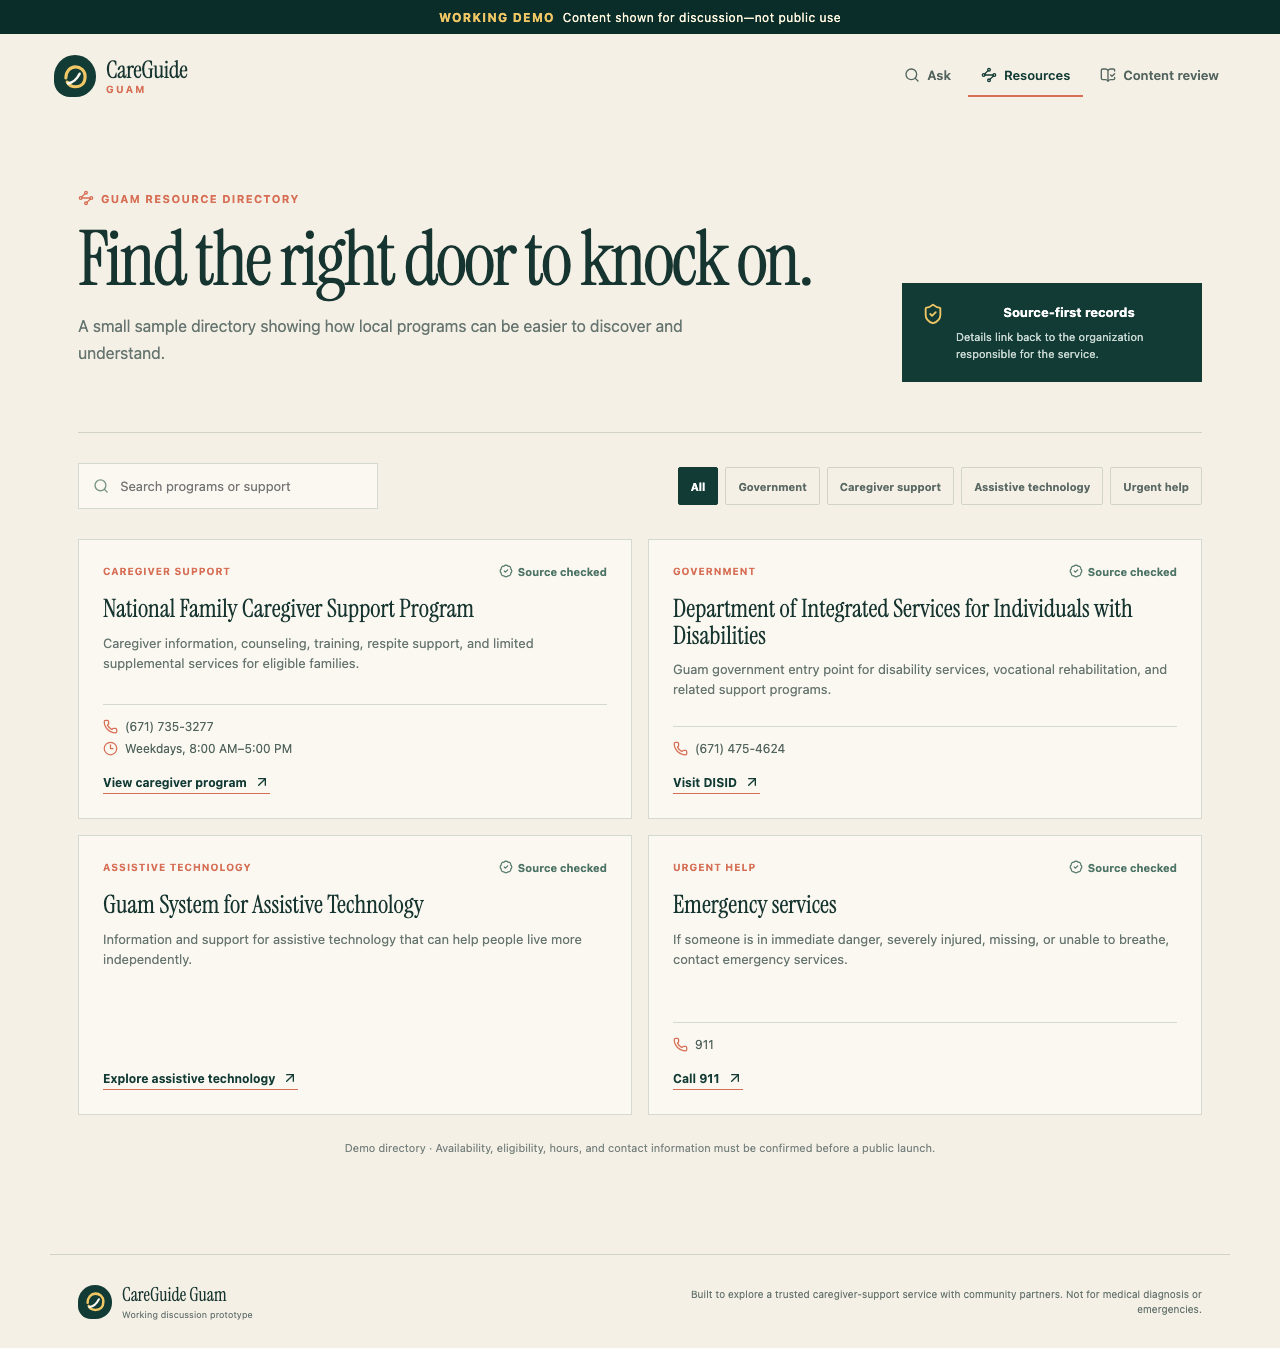 WORKING DEMO Content shown for discussion—not public use
CareGuide
GUAM
Ask
Resources
Content review
GUAM RESOURCE DIRECTORY
Find the right door to knock on.
A small sample directory showing how local programs can be easier to discover and
understand.
Source-first records
Details link back to the organization
responsible for the service.
Search programs or support
All
Government
Caregiver support
Assistive technology
Urgent help
CAREGIVER SUPPORT
Source checked
National Family Caregiver Support Program
Caregiver information, counseling, training, respite support, and limited
supplemental services for eligible families.
(671) 735-3277
Weekdays, 8:00 AM–5:00 PM
View caregiver program
GOVERNMENT
Source checked
Department of Integrated Services for Individuals with
Disabilities
Guam government entry point for disability services, vocational rehabilitation, and
related support programs.
(671) 475-4624
Visit DISID
ASSISTIVE TECHNOLOGY
Source checked
Guam System for Assistive Technology
Information and support for assistive technology that can help people live more
independently.
Explore assistive technology
URGENT HELP
Source checked
Emergency services
If someone is in immediate danger, severely injured, missing, or unable to breathe,
contact emergency services.
911
Call 911
Demo directory · Availability, eligibility, hours, and contact information must be confirmed before a public launch.
CareGuide Guam
Working discussion prototype
Built to explore a trusted caregiver-support service with community partners. Not for medical diagnosis or
emergencies.